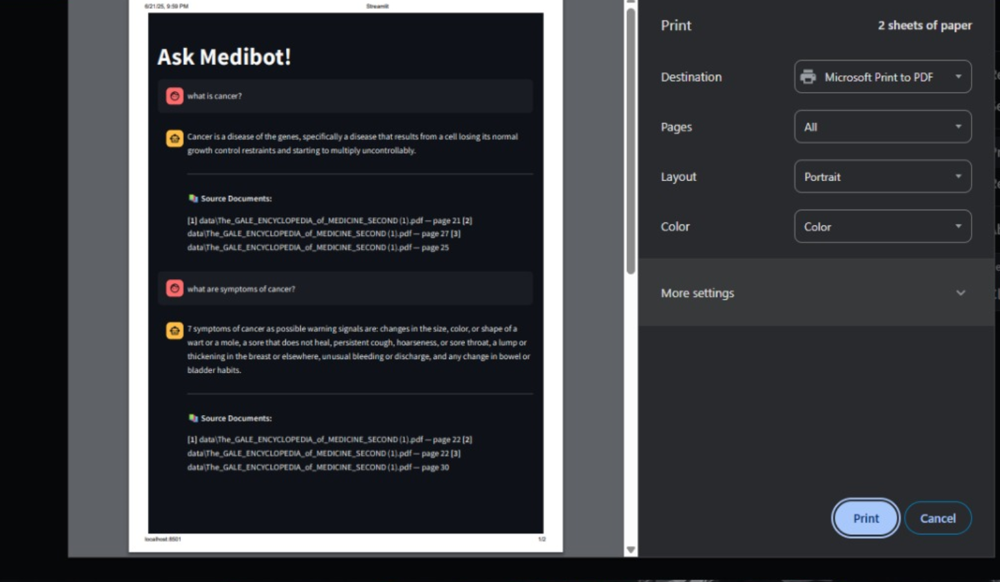 6/21/25, 9:59 PM
Streamlit
Ask Medibot!
what is cancer?
Cancer is a disease of the genes, specifically a disease that results from a cell losing its normal
growth control restraints and starting to multiply uncontrollably.
📚 Source Documents:
[1] data\The_GALE_ENCYCLOPEDIA_of_MEDICINE_SECOND (1).pdf — page 21 [2]
data\The_GALE_ENCYCLOPEDIA_of_MEDICINE_SECOND (1).pdf — page 27 [3]
data\The_GALE_ENCYCLOPEDIA_of_MEDICINE_SECOND (1).pdf — page 25
what are symptoms of cancer?
7 symptoms of cancer as possible warning signals are: changes in the size, color, or shape of a
wart or a mole, a sore that does not heal, persistent cough, hoarseness, or sore throat, a lump or
thickening in the breast or elsewhere, unusual bleeding or discharge, and any change in bowel or
bladder habits.
📚 Source Documents:
[1] data\The_GALE_ENCYCLOPEDIA_of_MEDICINE_SECOND (1).pdf — page 22 [2]
data\The_GALE_ENCYCLOPEDIA_of_MEDICINE_SECOND (1).pdf — page 22 [3]
data\The_GALE_ENCYCLOPEDIA_of_MEDICINE_SECOND (1).pdf — page 30
localhost:8501
1/2
Print
2 sheets of paper
Destination
Microsoft Print to PDF
Pages
All
Layout
Portrait
Color
Color
More settings
Print
Cancel